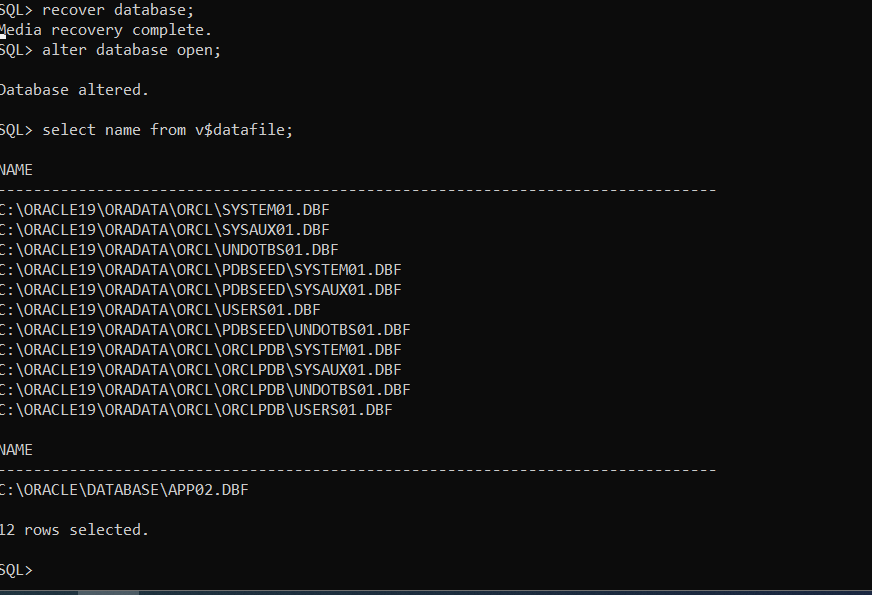 SQL> recover database;
Media recovery complete.
SQL> alter database open;
Database altered.
SQL> select name from v$datafile;
NAME
--------------------------------------------------------------------------------
C:\ORACLE19\ORADATA\ORCL\SYSTEM01.DBF
C:\ORACLE19\ORADATA\ORCL\SYSAUX01.DBF
C:\ORACLE19\ORADATA\ORCL\UNDOTBS01.DBF
C:\ORACLE19\ORADATA\ORCL\PDBSEED\SYSTEM01.DBF
C:\ORACLE19\ORADATA\ORCL\PDBSEED\SYSAUX01.DBF
C:\ORACLE19\ORADATA\ORCL\USERS01.DBF
C:\ORACLE19\ORADATA\ORCL\PDBSEED\UNDOTBS01.DBF
C:\ORACLE19\ORADATA\ORCL\ORCLPDB\SYSTEM01.DBF
C:\ORACLE19\ORADATA\ORCL\ORCLPDB\SYSAUX01.DBF
C:\ORACLE19\ORADATA\ORCL\ORCLPDB\UNDOTBS01.DBF
C:\ORACLE19\ORADATA\ORCL\ORCLPDB\USERS01.DBF
NAME
--------------------------------------------------------------------------------
C:\ORACLE\DATABASE\APP02.DBF
12 rows selected.
SQL>